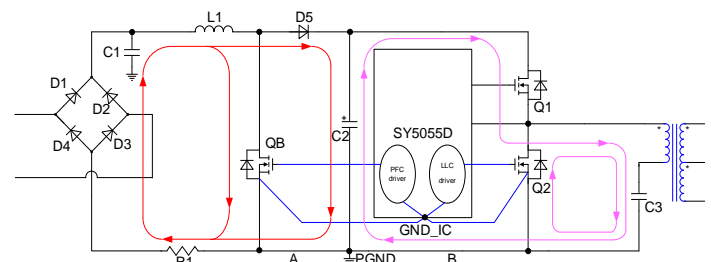 L1
D5
C1
D1
D2
Q1
QB
C2
SY5055D
D4
D3
PFC
driver
LLC
driver
Q2
C3
GND_IC
R1
A
PGND
B